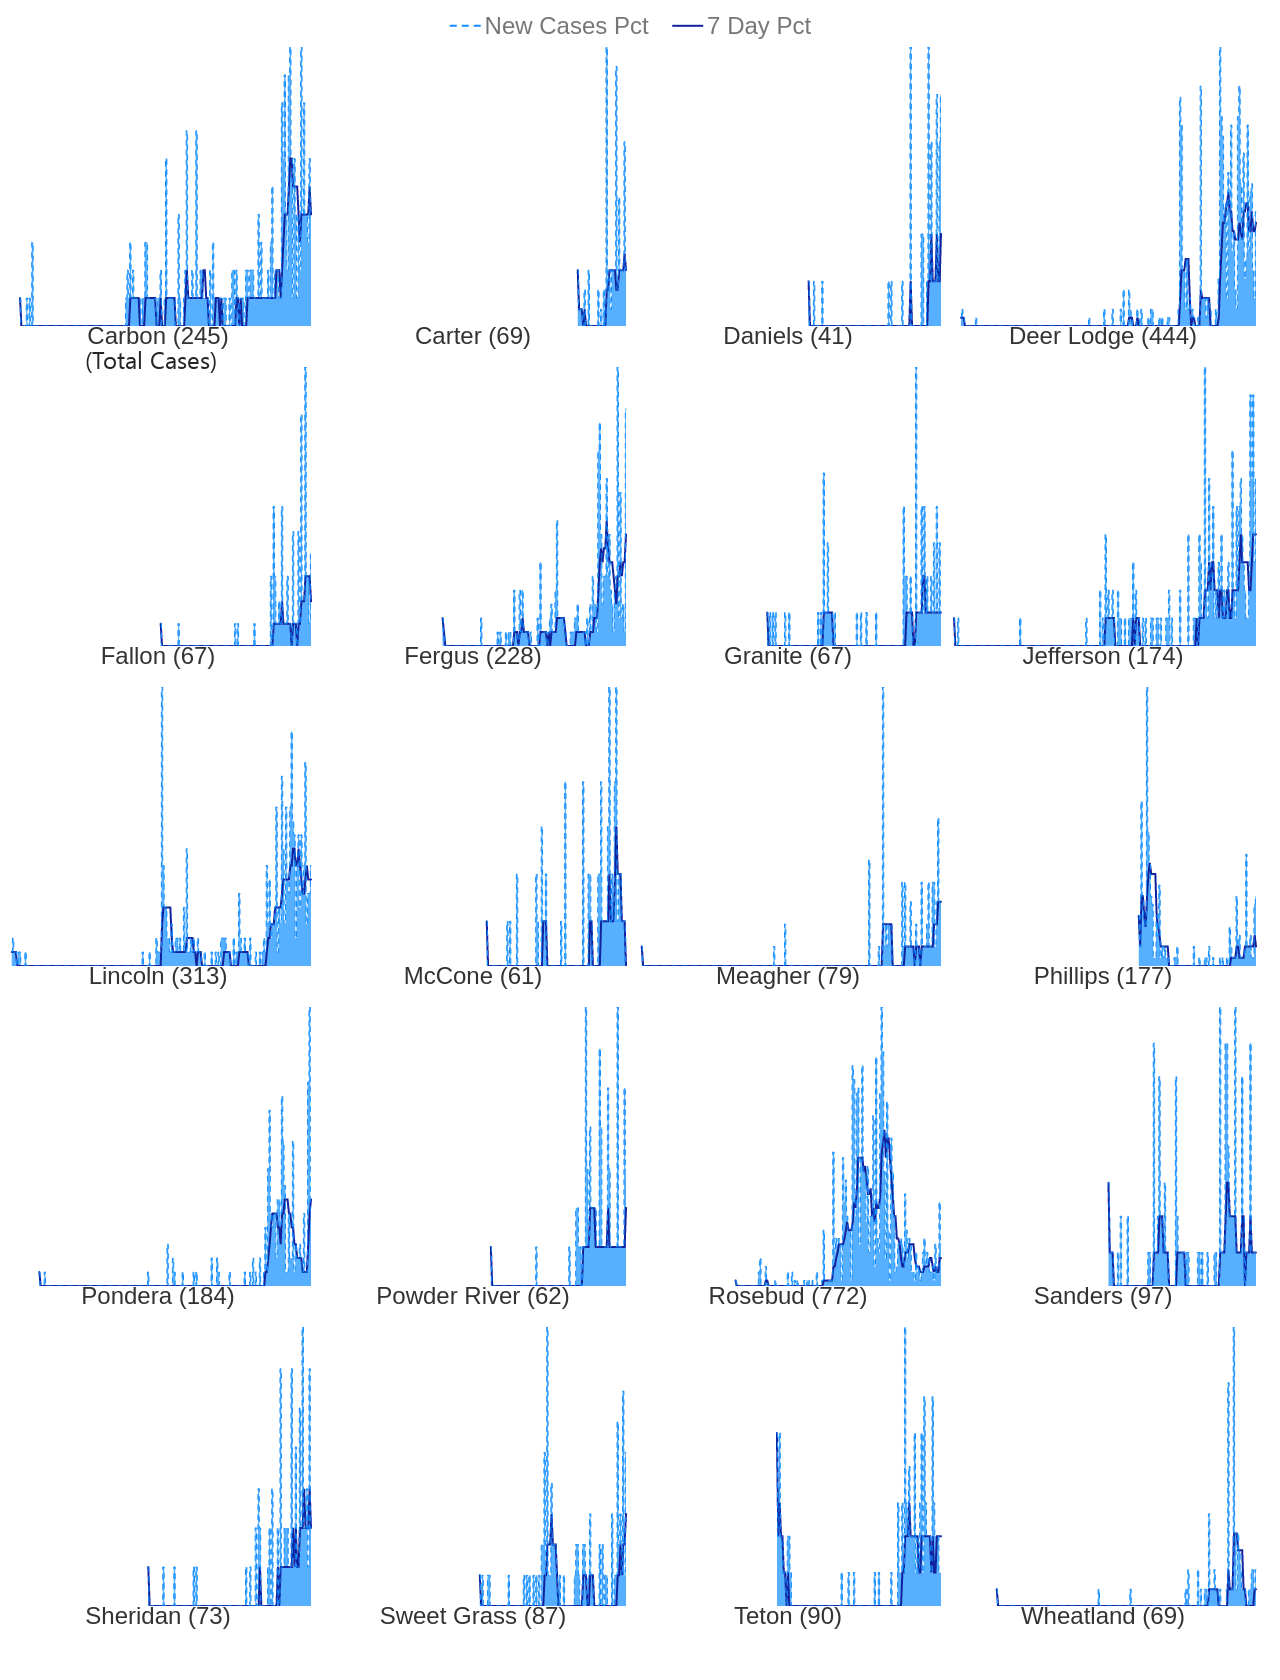 New Cases Pct 7 Day Pct
Carbon (245) Carter (69) Daniels (41) Deer Lodge (444)
(Total Cases)
Fallon (67) Fergus (228) Granite (67) Jefferson (174)
Lincoln (313) McCone (61) Meagher (79) Phillips (177)
Pondera (184) Powder River (62) Rosebud (772) Sanders (97)
Sheridan (73) Sweet Grass (87) Teton (90) Wheatland (69)